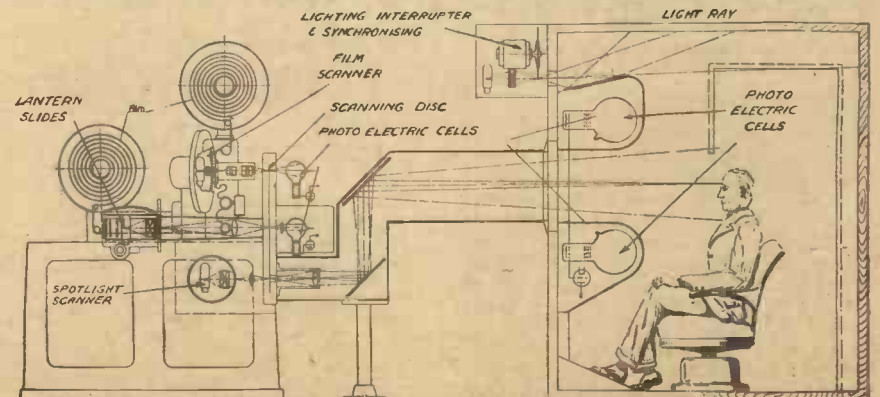 LIGHTING INTERRUPTER
& SYNCHRONISING
LIGHT RAY
FILM
SCANNER
LANTERN
SLIDES
Film
SCANNING DISC
PHOTO ELECTRIC CELLS
PHOTO
ELECTRIC
CELLS
SPOTLIGHT
SCANNER